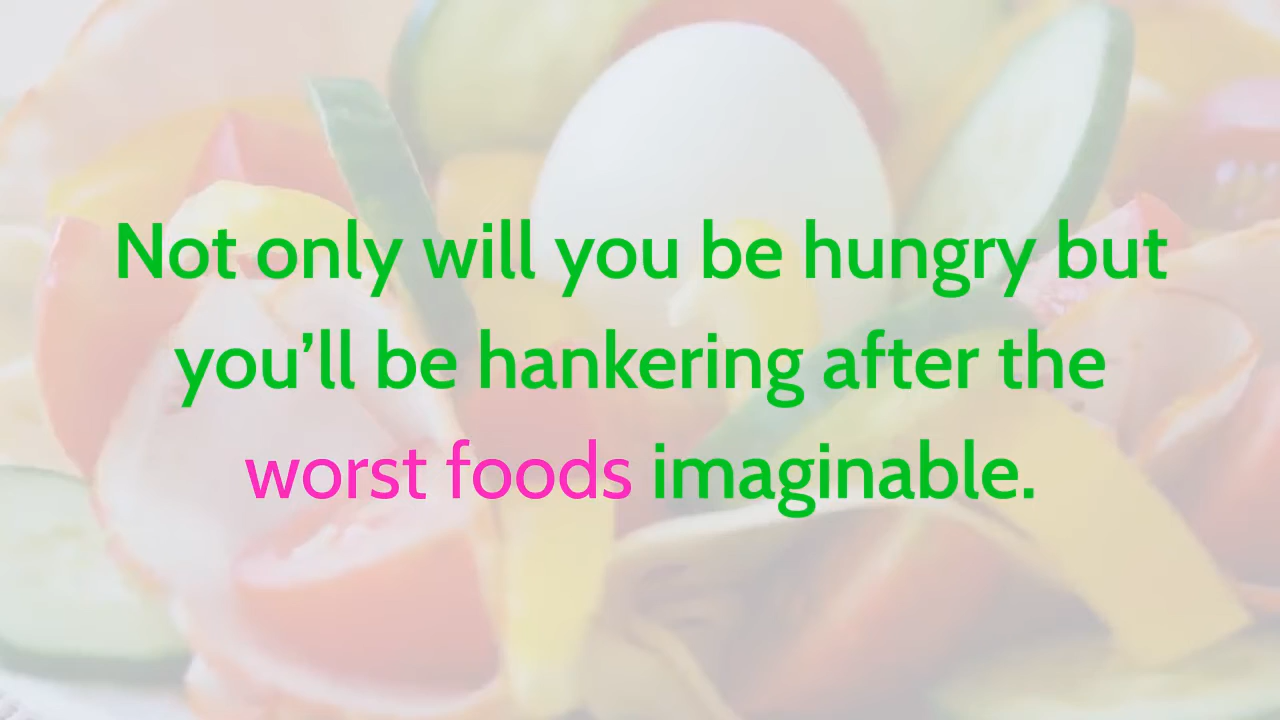 Not only will you be hungry but
you’ll be hankering after the
worst foods imaginable.